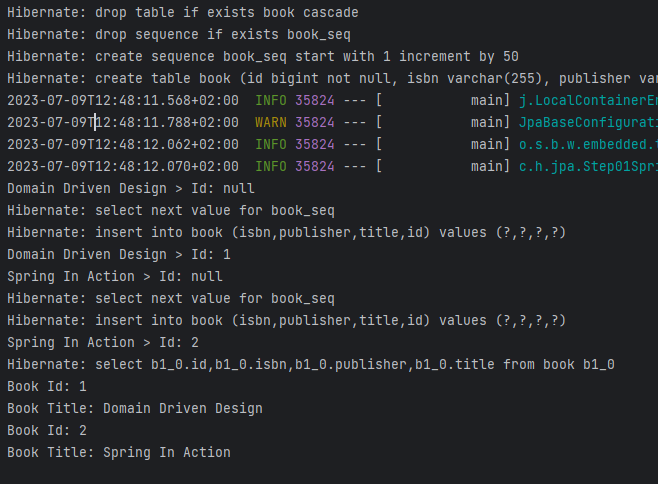 Hibernate: drop table if exists book cascade
Hibernate: drop sequence if exists book_seq
Hibernate: create sequence book_seq start with 1 increment by 50
Hibernate: create table book (id bigint not null, isbn varchar(255), publisher var
2023-07-09T12:48:11.568+02:00  INFO 35824 --- [           main] j.LocalContainerEn
2023-07-09T12:48:11.788+02:00  WARN 35824 --- [           main] JpaBaseConfigurati
2023-07-09T12:48:12.062+02:00  INFO 35824 --- [           main] o.s.b.w.embedded.t
2023-07-09T12:48:12.070+02:00  INFO 35824 --- [           main] c.h.jpa.Step01Spri
Domain Driven Design > Id: null
Hibernate: select next value for book_seq
Hibernate: insert into book (isbn,publisher,title,id) values (?,?,?,?)
Domain Driven Design > Id: 1
Spring In Action > Id: null
Hibernate: select next value for book_seq
Hibernate: insert into book (isbn,publisher,title,id) values (?,?,?,?)
Spring In Action > Id: 2
Hibernate: select b1_0.id,b1_0.isbn,b1_0.publisher,b1_0.title from book b1_0
Book Id: 1
Book Title: Domain Driven Design
Book Id: 2
Book Title: Spring In Action